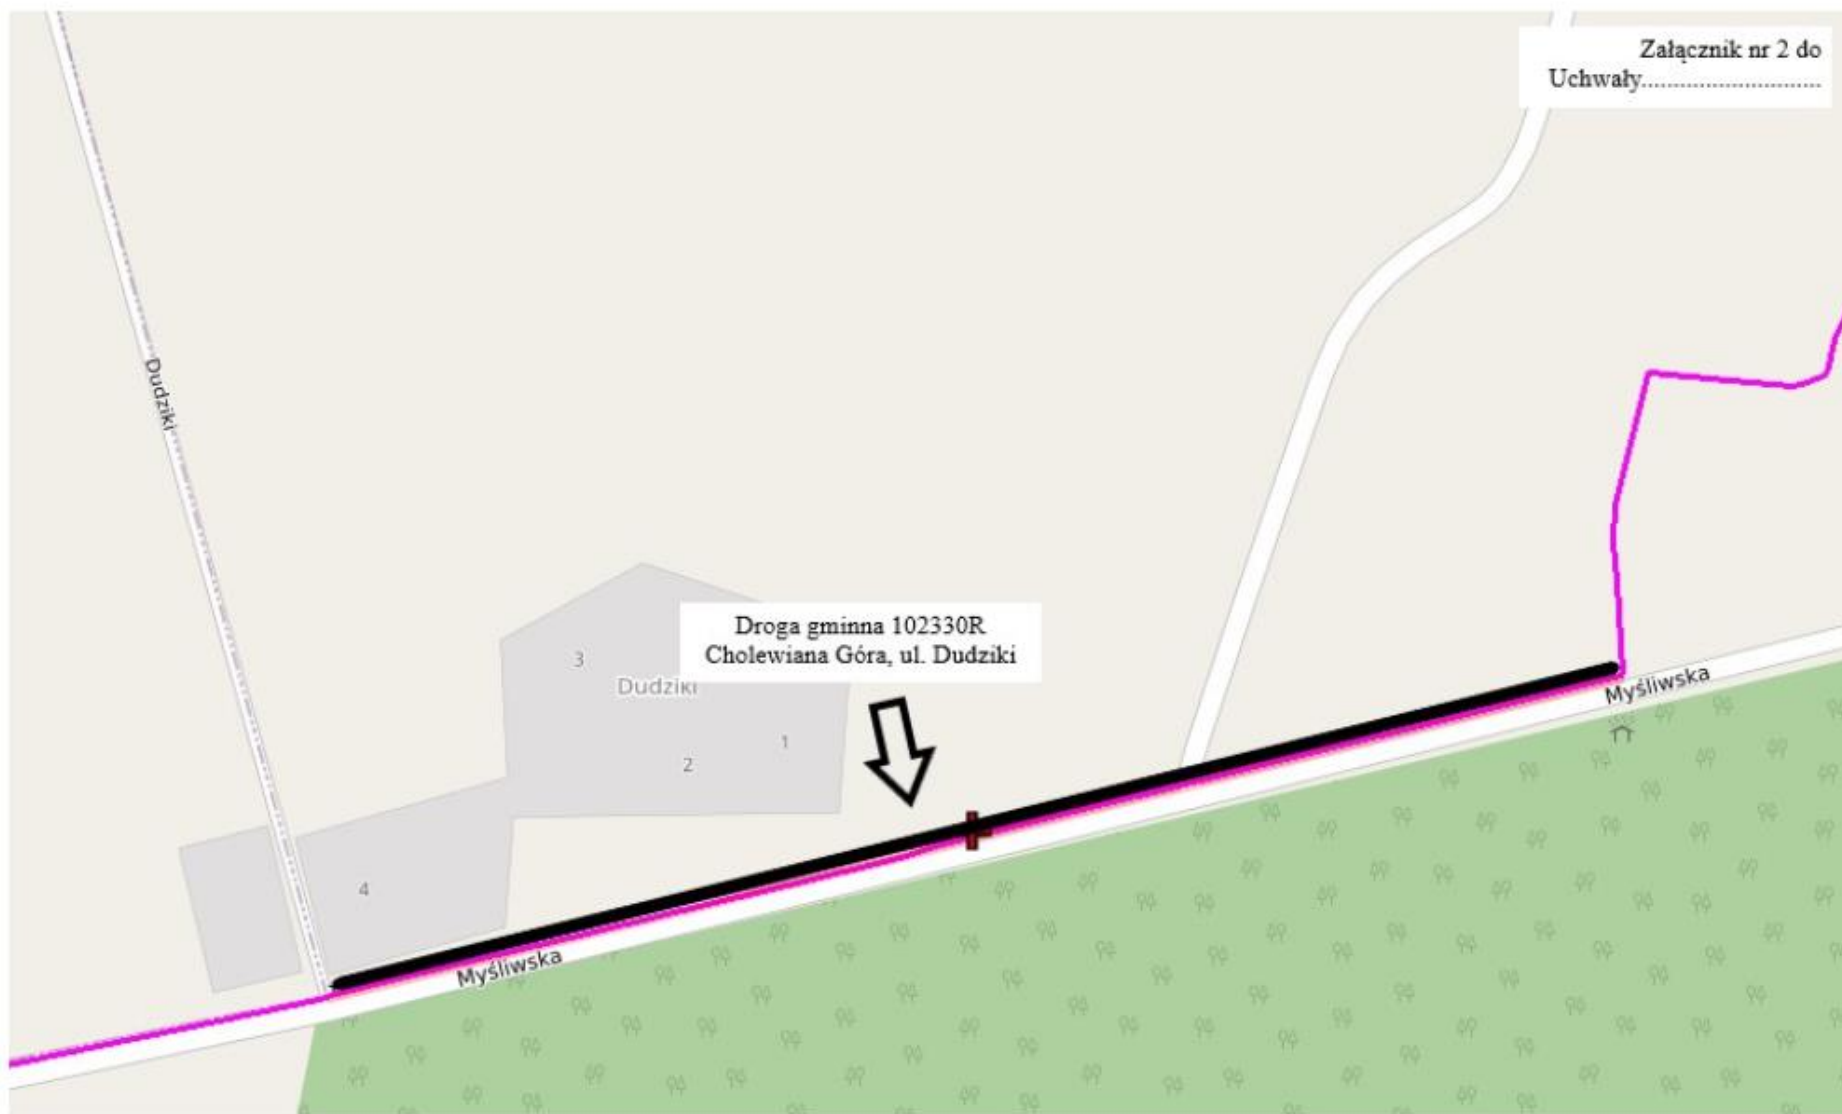 Załącznik nr 2 do
Uchwały..............................
Dudziki
Droga gminna 102330R
Cholewiana Góra, ul. Dudziki
3
Dudziki
Myśliwska
1
2
4
Myśliwska